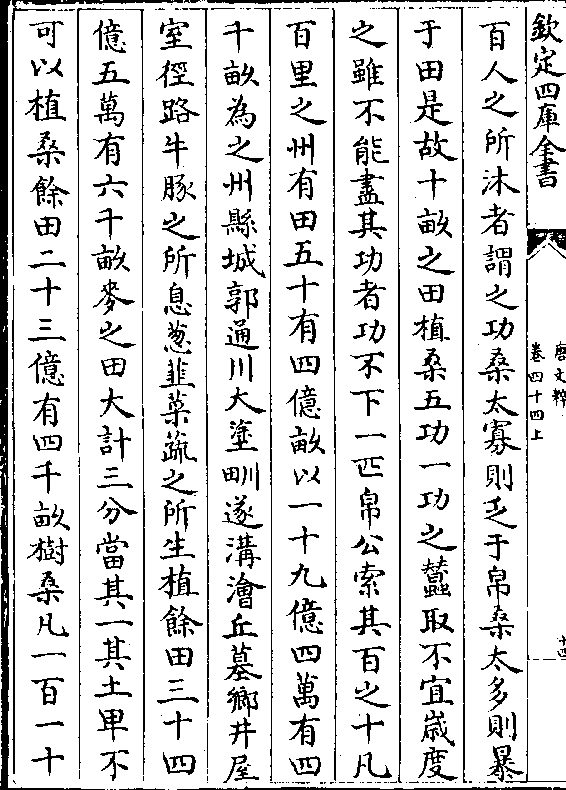 欽定四庫全書
唐文粹
卷四十四上
十四
百人之所沐者謂之功桑太寡則乏于帛桑太多則暴
于田是故十畝之田植桑五功一功之蠶取不宜歲度
之雖不能盡其功者功不下一匹帛公索其百之十凡
百里之州有田五十有四億畝以一十九億四萬有四
千畝為之州縣城郭通川大塗甽遂溝澮丘墓鄉井屋
室徑路牛豚之所息葱韮菜蔬之所生植餘田三十四
億五萬有六千畝麥之田大計三分當其一其土卑不
可以植桑餘田二十三億有四千畝樹桑凡一百一十